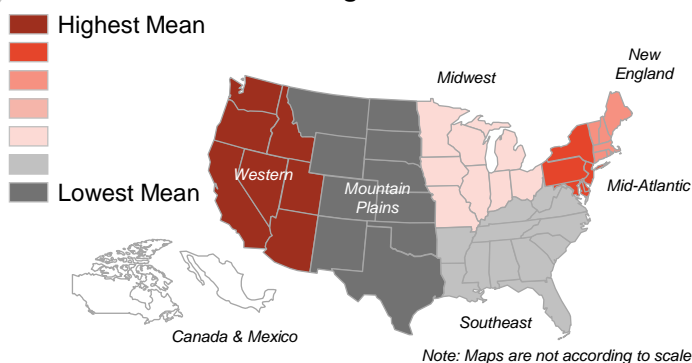 Highest Mean
New
England
Midwest
Western
Mountain
Plains
Mid-Atlantic
Lowest Mean
Southeast
Canada & Mexico
Note: Maps are not according to scale